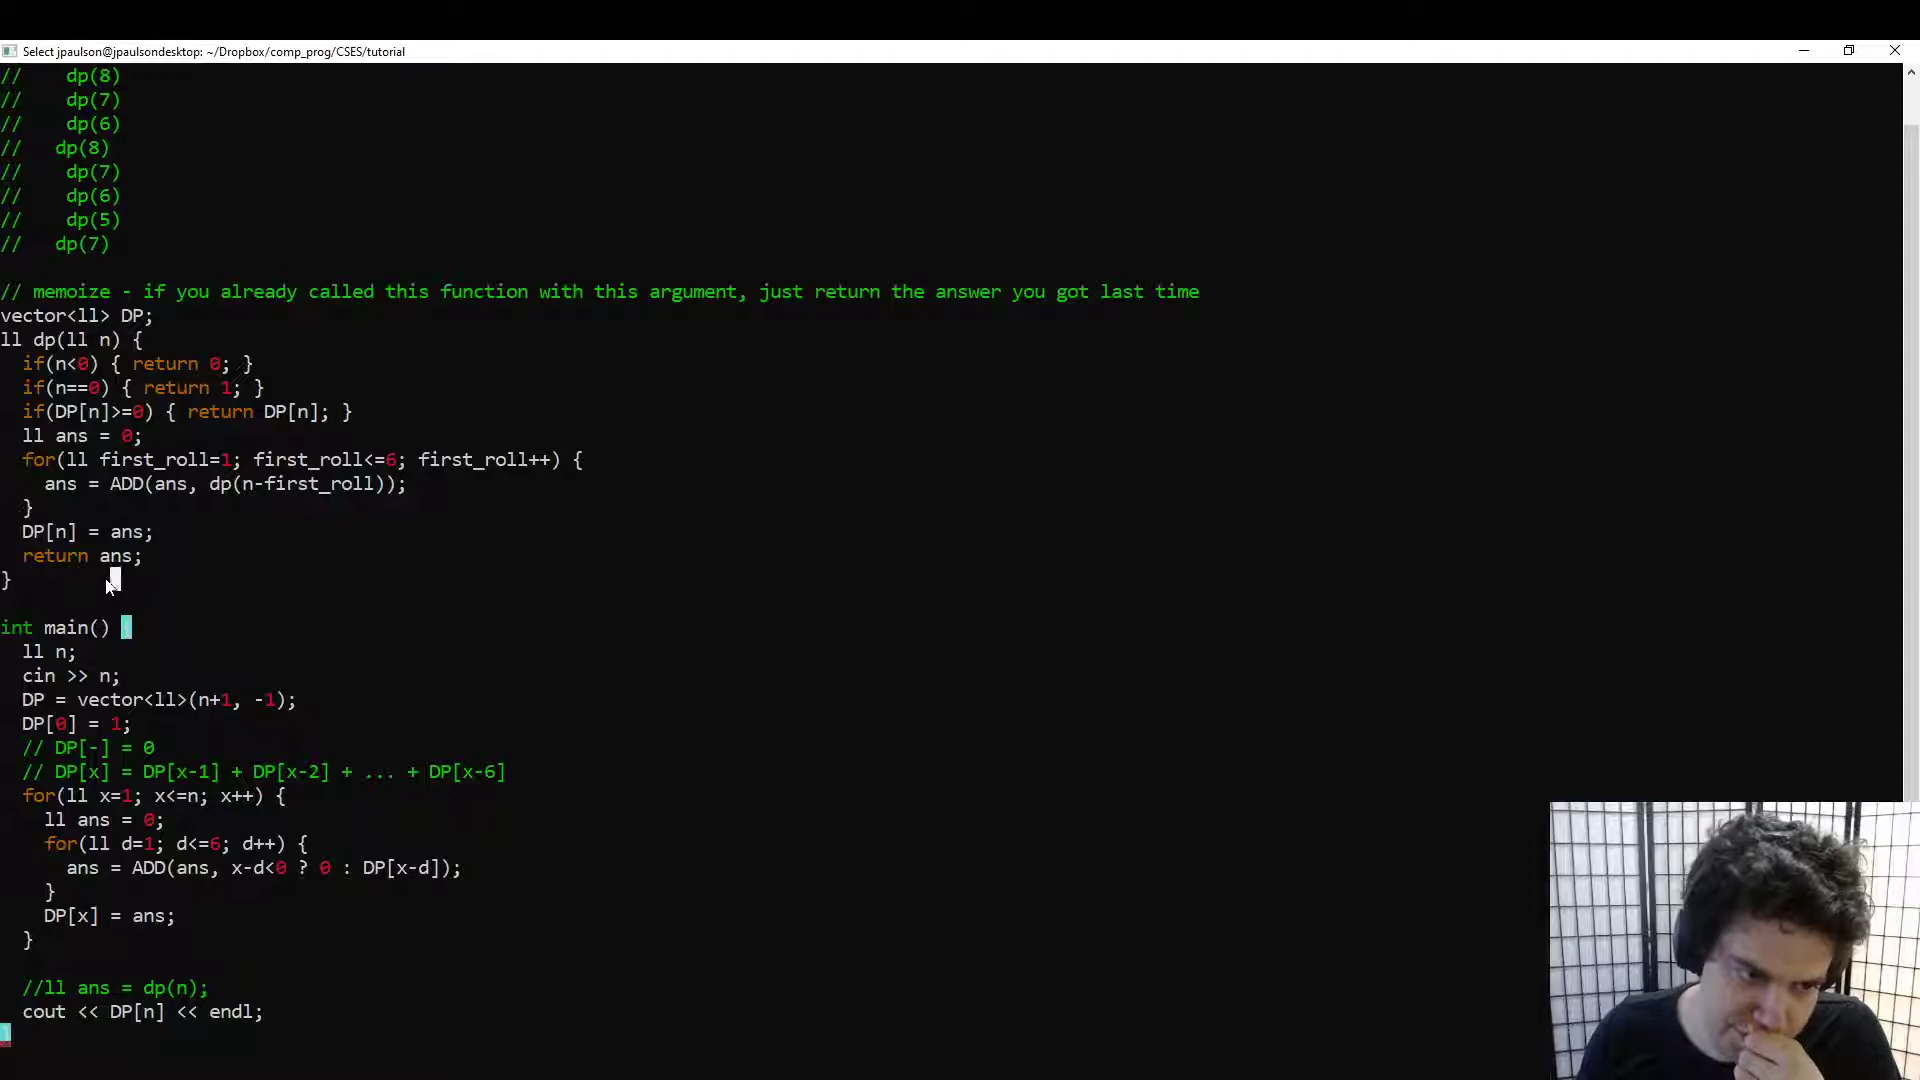 Select jpaulson@jpaulsondesktop: ~/Dropbox/comp_prog/CSES/tutorial
//    dp(8)
//    dp(7)
//    dp(6)
//   dp(8)
//    dp(7)
//    dp(6)
//    dp(5)
//   dp(7)
// memoize - if you already called this function with this argument, just return the answer you got last time
vector<ll> DP;
ll dp(ll n) {
  if(n<0) { return 0; }
  if(n==0) { return 1; }
  if(DP[n]>=0) { return DP[n]; }
  ll ans = 0;
  for(ll first_roll=1; first_roll<=6; first_roll++) {
    ans = ADD(ans, dp(n-first_roll));
  }
  DP[n] = ans;
  return ans;
}
int main() {
  ll n;
  cin >> n;
  DP = vector<ll>(n+1, -1);
  DP[0] = 1;
  // DP[-] = 0
  // DP[x] = DP[x-1] + DP[x-2] + ... + DP[x-6]
  for(ll x=1; x<=n; x++) {
    ll ans = 0;
    for(ll d=1; d<=6; d++) {
      ans = ADD(ans, x-d<0 ? 0 : DP[x-d]);
    }
    DP[x] = ans;
  }
  //ll ans = dp(n);
  cout << DP[n] << endl;
}